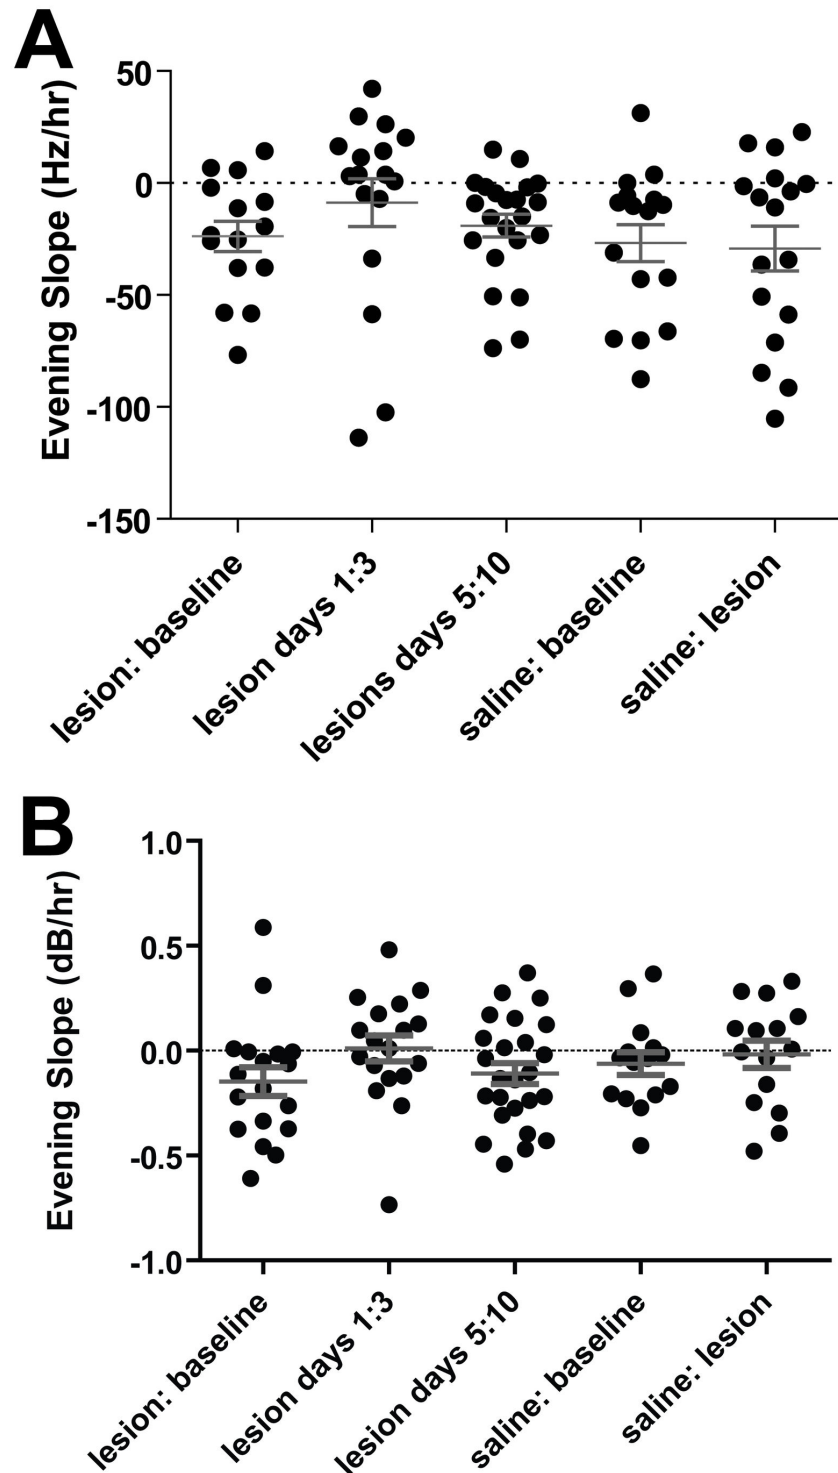 A
Evening Slope (Hz/hr)
50
0
-50
-100
-150
lesion: baseline
lesion days 1:3
lesions days 5:10
saline: baseline
saline: lesion
B
Evening Slope (dB/hr)
1.0
0.5
0.0
-0.5
-1.0
lesion: baseline
lesion days 1:3
lesion days 5:10
saline: baseline
saline: lesion